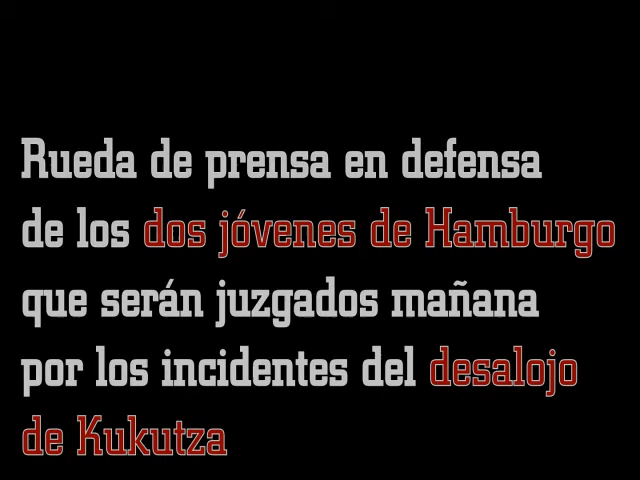 Rueda de prensa en defensa
de los dos jóvenes de Hamburgo
que serán juzgados mañana
por los incidentes del desalojo
de Kukutza